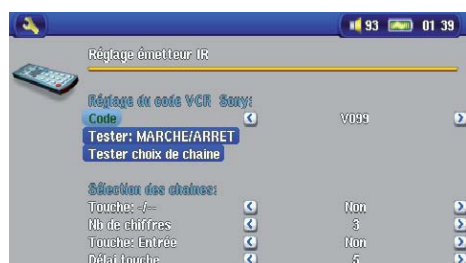 93 01 39
Réglage émetteur IR
Réglage du code VCR Sony:
Code V099
Tester: MARCHE/ARRET
Tester choix de chaine
Sélection des chaines:
Touche: -/-- Non
Nb de chiffres 3
Touche: Entrée Non
Délai touche 5